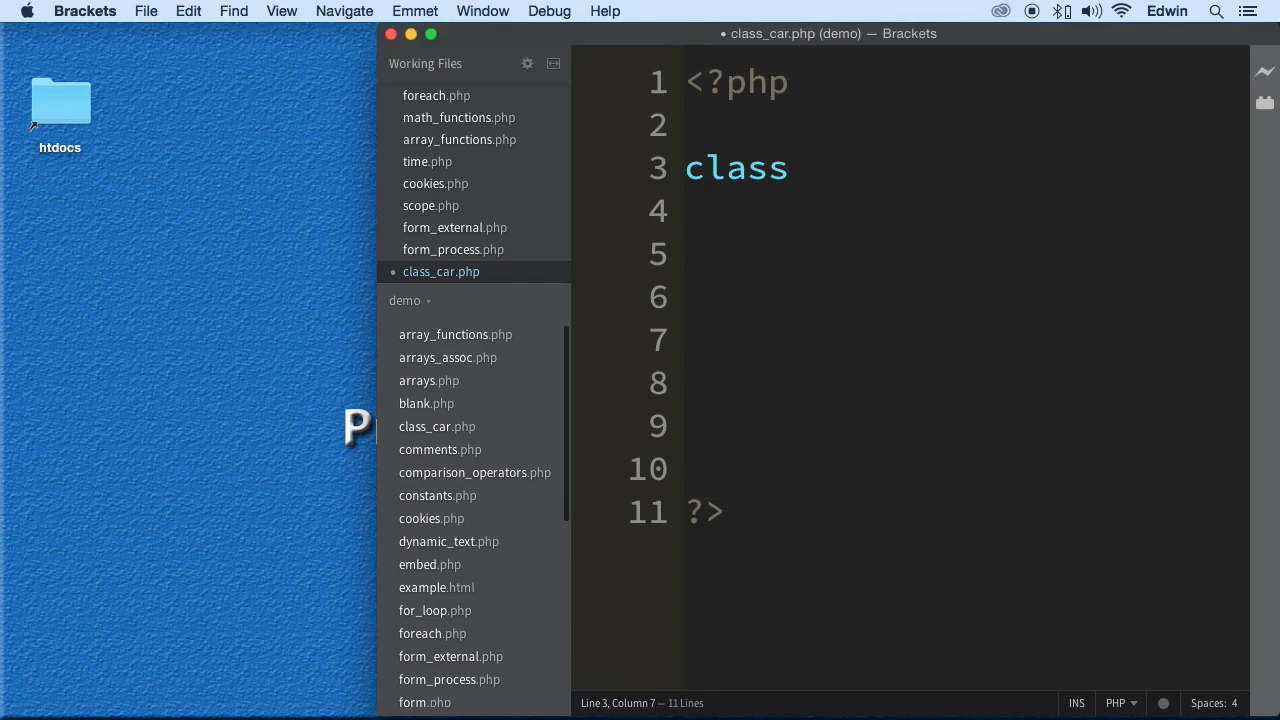 Brackets File Edit Find View Navigate Emmet Window Debug Help Edwin
htdocs
P
• class_car.php (demo) — Brackets
Working Files
foreach.php
math_functions.php
array_functions.php
time.php
cookies.php
scope.php
form_external.php
form_process.php
class_car.php
demo
array_functions.php
arrays_assoc.php
arrays.php
blank.php
class_car.php
comments.php
comparison_operators.php
constants.php
cookies.php
dynamic_text.php
embed.php
example.html
for_loop.php
foreach.php
form_external.php
form_process.php
form.php
1 <?php
2
3 class
4
5
6
7
8
9
10
11 ?>
Line 3, Column 7 — 11 Lines
INS PHP Spaces: 4